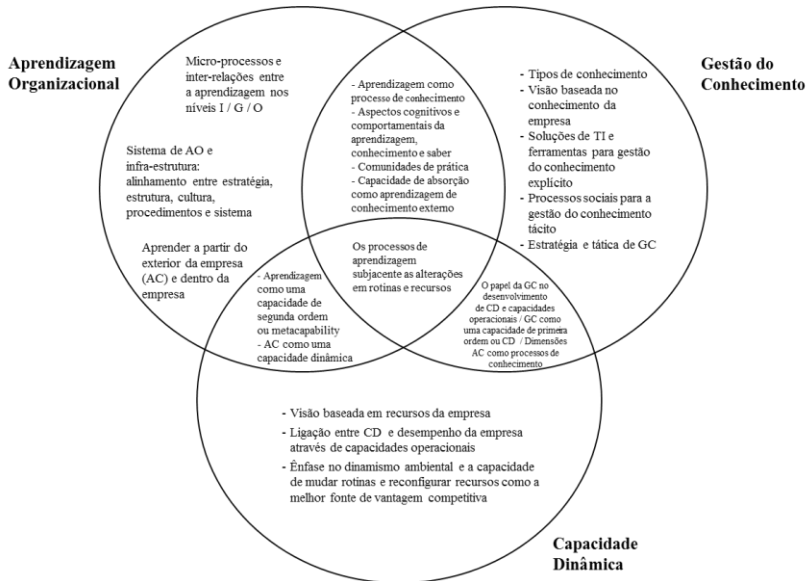 Aprendizagem
Organizacional
Micro-processos e
inter-relações entre
a aprendizagem nos
níveis I / G / O
Sistema de AO e
infra-estrutura:
alinhamento entre estratégia,
estrutura, cultura,
procedimentos e sistema
Aprender a partir do
exterior da empresa
(AC) e dentro da
empresa
- Aprendizagem como
processo de conhecimento
- Aspectos cognitivos e
comportamentais da
aprendizagem,
conhecimento e saber
- Comunidades de prática
- Capacidade de absorção
como aprendizagem de
conhecimento externo
Gestão do
Conhecimento
- Tipos de conhecimento
- Visão baseada no
conhecimento da
empresa
- Soluções de TI e
ferramentas para gestão
do conhecimento
explícito
- Processos sociais para a
gestão do conhecimento
tácito
- Estratégia e tática de GC
Os processos de
aprendizagem
subjacente as alterações
em rotinas e recursos
- Aprendizagem
como uma
capacidade de
segunda ordem
ou metacapability
- AC como uma
capacidade dinâmica
O papel da GC no
desenvolvimento
de CD e capacidades
operacionais / GC como
uma capacidade de primeira
ordem ou CD / Dimensões
AC como processos de
conhecimento
- Visão baseada em recursos da empresa
- Ligação entre CD e desempenho da empresa
através de capacidades operacionais
- Ênfase no dinamismo ambiental e a capacidade
de mudar rotinas e reconfigurar recursos como a
melhor fonte de vantagem competitiva
Capacidade
Dinâmica